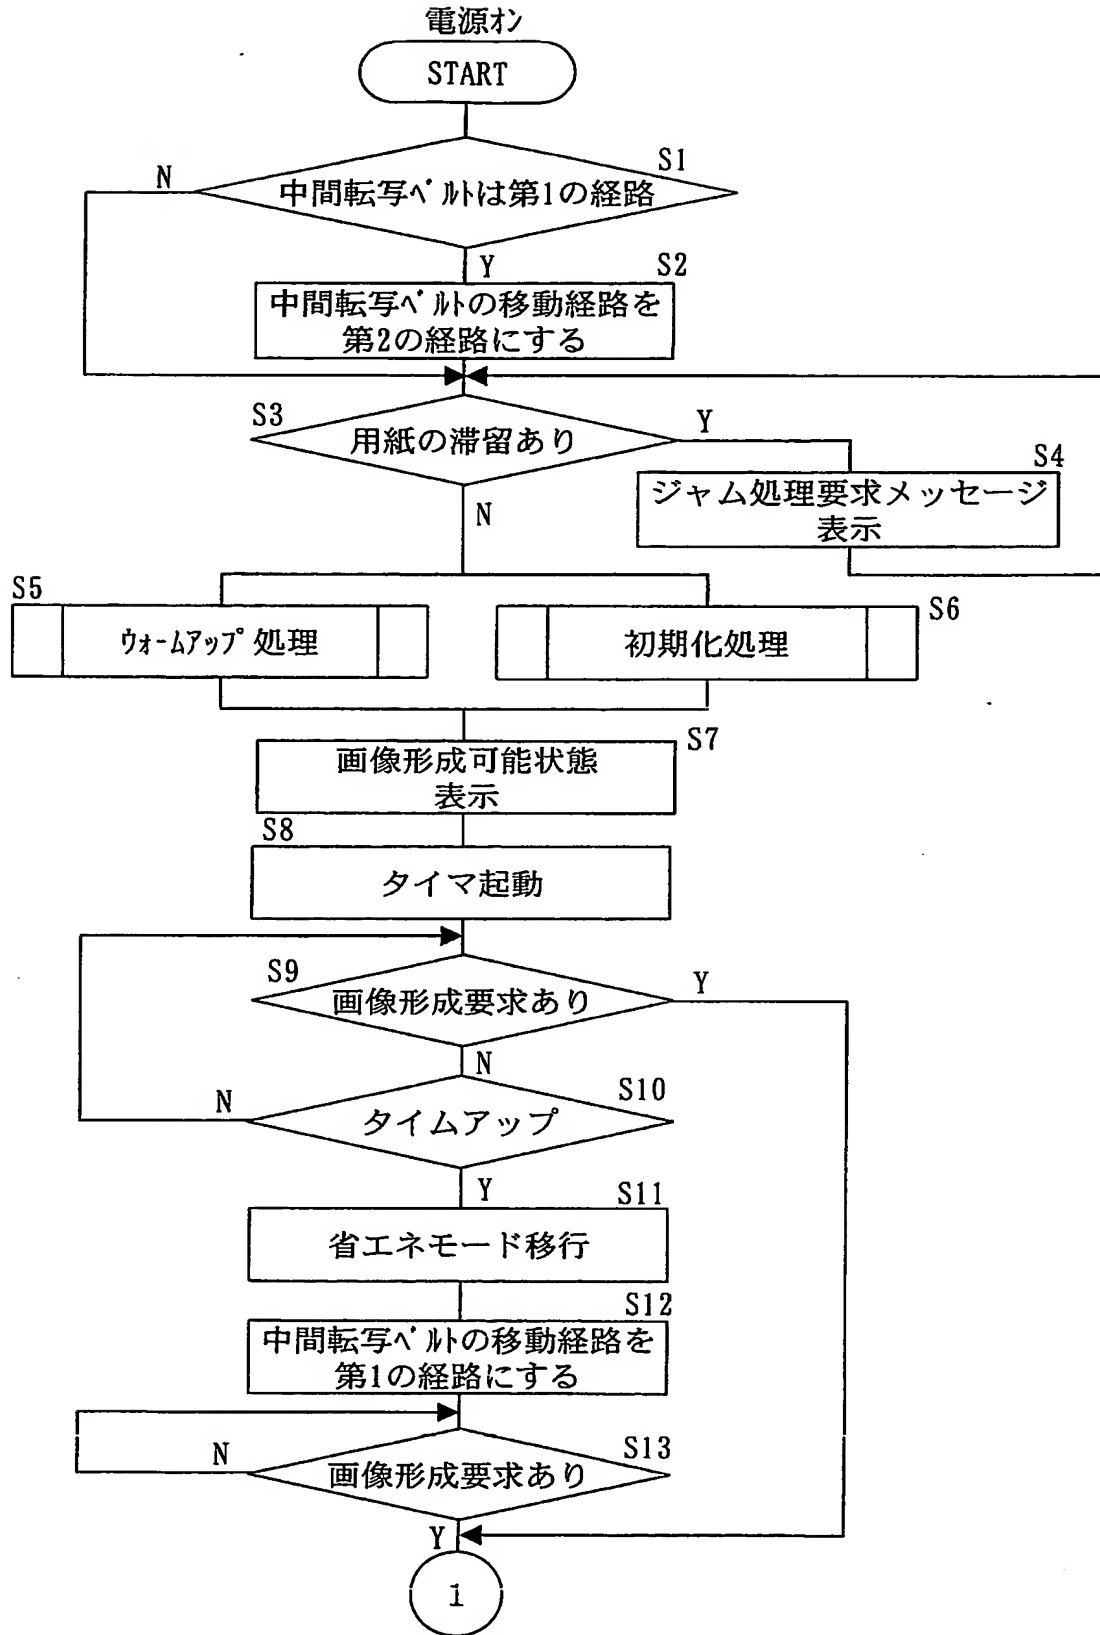 電源オン
START
S1
N
中間転写ベルトは第1の経路
Y
S2
中間転写ベルトの移動経路を
第2の経路にする
S3
用紙の滞留あり
Y
S4
ジャム処理要求メッセージ
表示
N
S5
ウォームアップ処理
S6
初期化処理
S7
画像形成可能状態
表示
S8
タイマ起動
S9
画像形成要求あり
Y
N
S10
N
タイムアップ
Y
S11
省エネモード移行
S12
中間転写ベルトの移動経路を
第1の経路にする
S13
N
画像形成要求あり
Y
1